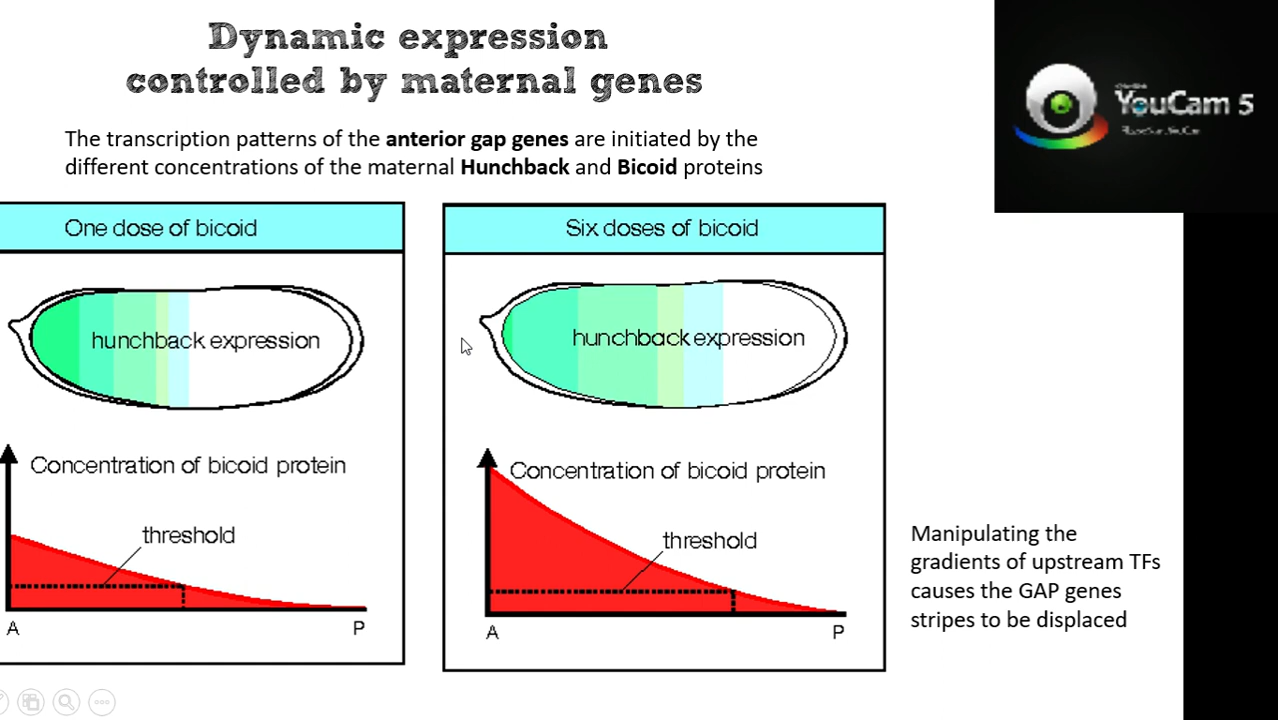 Dynamic expression
controlled by maternal genes
YouCam 5
The transcription patterns of the anterior gap genes are initiated by the
different concentrations of the maternal Hunchback and Bicoid proteins
One dose of bicoid
hunchback expression
Concentration of bicoid protein
threshold
A
P
Six doses of bicoid
hunchback expression
Concentration of bicoid protein
threshold
A
P
Manipulating the
gradients of upstream TFs
causes the GAP genes
stripes to be displaced